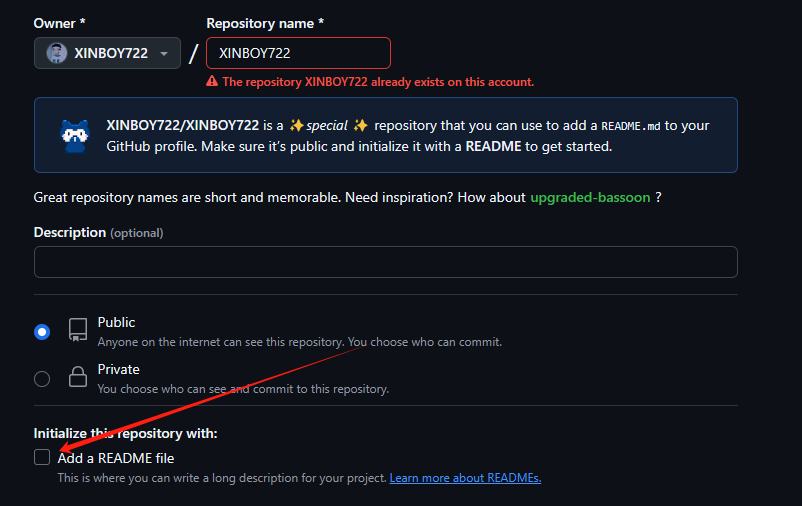 Owner * Repository name *
XINBOY722 / XINBOY722
The repository XINBOY722 already exists on this account.
XINBOY722/XINBOY722 is a ✨special ✨ repository that you can use to add a README.md to your
GitHub profile. Make sure it’s public and initialize it with a README to get started.
Great repository names are short and memorable. Need inspiration? How about upgraded-bassoon ?
Description (optional)
Public
Anyone on the internet can see this repository. You choose who can commit.
Private
You choose who can see and commit to this repository.
Initialize this repository with:
Add a README file
This is where you can write a long description for your project. Learn more about READMEs.